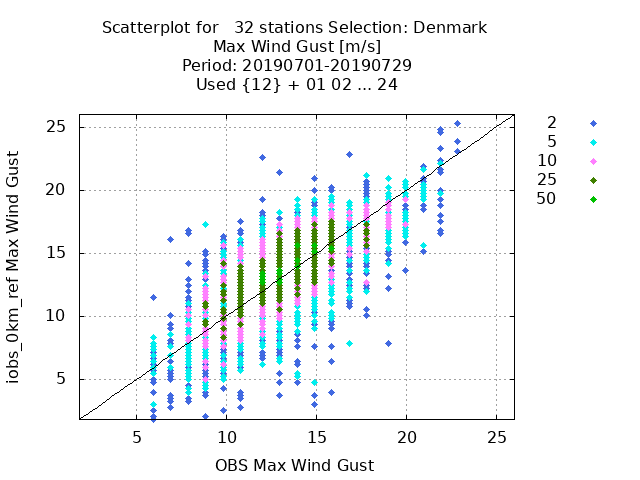 Scatterplot for   32 stations Selection: Denmark
Max Wind Gust [m/s]
Period: 20190701-20190729
Used {12} + 01 02 ... 24
iobs_0km_ref Max Wind Gust
25
20
15
10
5
5 10 15 20 25
OBS Max Wind Gust
2
5
10
25
50